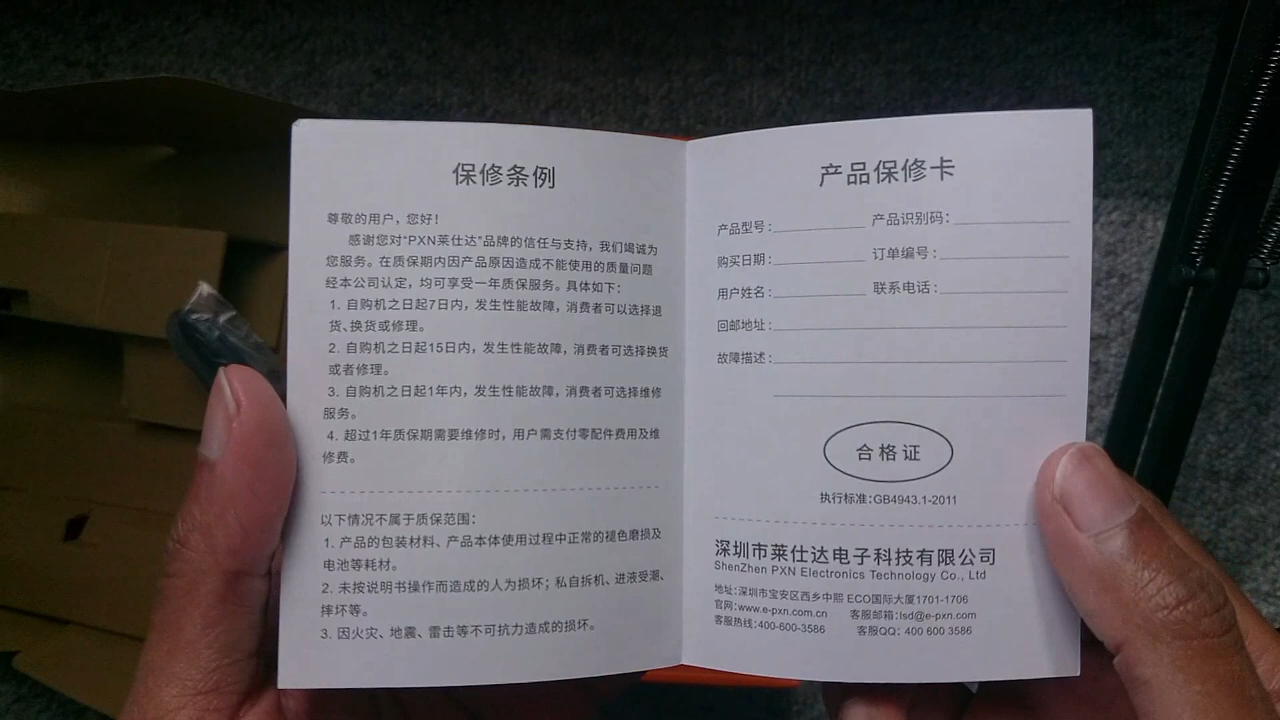 保修条例
尊敬的用户，您好！
感谢您对“PXN莱仕达”品牌的信任与支持，我们竭诚为
您服务。在质保期内因产品原因造成不能使用的质量问题
经本公司认定，均可享受一年质保服务。具体如下：
1. 自购机之日起7日内，发生性能故障，消费者可以选择退
货、换货或修理。
2. 自购机之日起15日内，发生性能故障，消费者可选择换货
或者修理。
3. 自购机之日起1年内，发生性能故障，消费者可选择维修
服务。
4. 超过1年质保期需要维修时，用户需支付零配件费用及维
修费。
以下情况不属于质保范围：
1. 产品的包装材料、产品本体使用过程中正常的褪色磨损及
电池等耗材。
2. 未按说明书操作而造成的人为损坏；私自拆机、进液受潮、
摔坏等。
3. 因火灾、地震、雷击等不可抗力造成的损坏。
产品保修卡
产品型号： 产品识别码：
购买日期： 订单编号：
用户姓名： 联系电话：
回邮地址：
故障描述：
合格证
执行标准：GB4943.1-2011
深圳市莱仕达电子科技有限公司
ShenZhen PXN Electronics Technology Co., Ltd
地址：深圳市宝安区西乡中熙 ECO国际大厦1701-1706
官网：www.e-pxn.com.cn 客服邮箱：lsd@e-pxn.com
客服热线：400-600-3586 客服QQ：400 600 3586